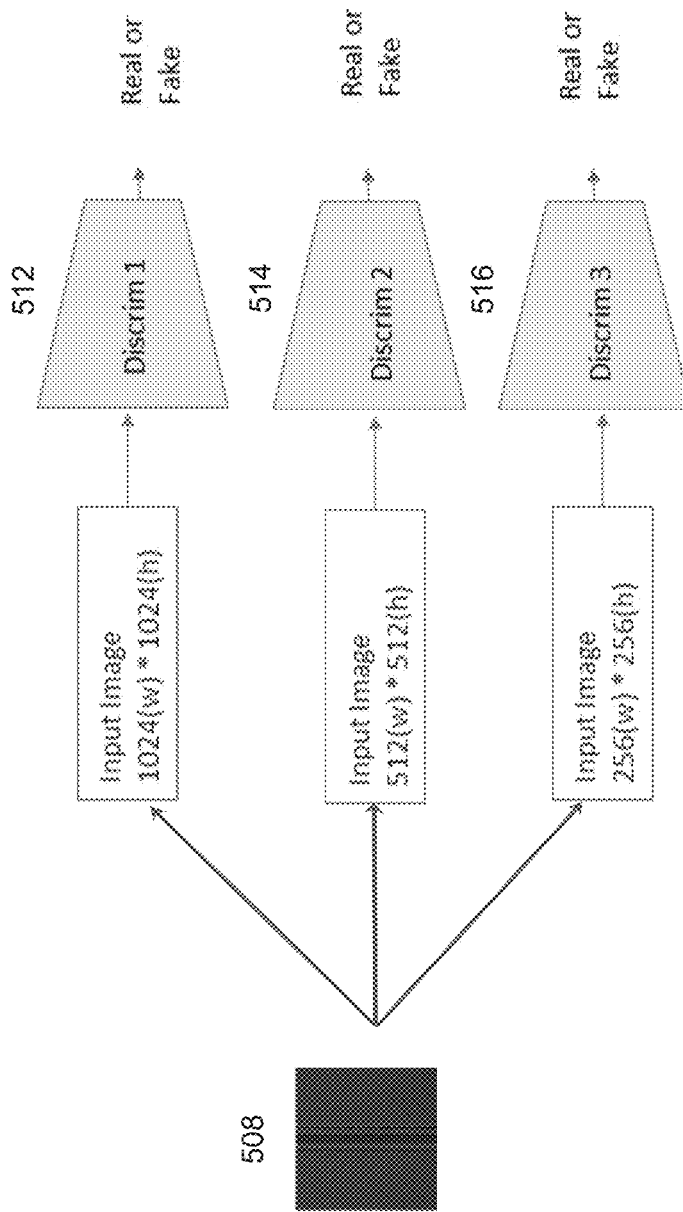 508
Input Image
1024(w) * 1024(h)
512
Discrim 1
Real or
Fake
Input Image
512(w) * 512(h)
514
Discrim 2
Real or
Fake
Input Image
256(w) * 256(h)
516
Discrim 3
Real or
Fake